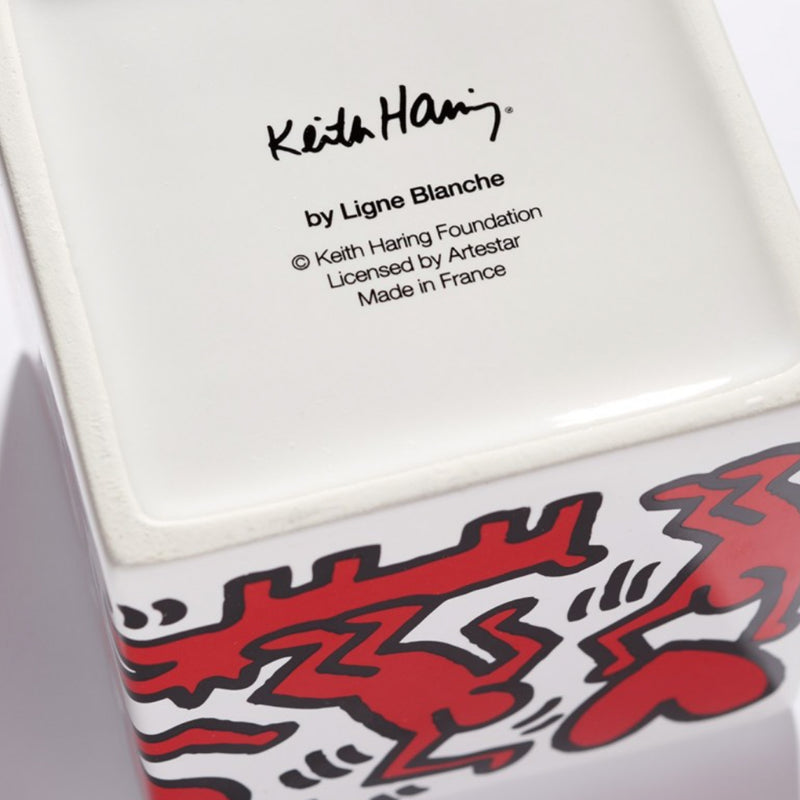 Keith Haring®
by Ligne Blanche
© Keith Haring Foundation
Licensed by Artestar
Made in France